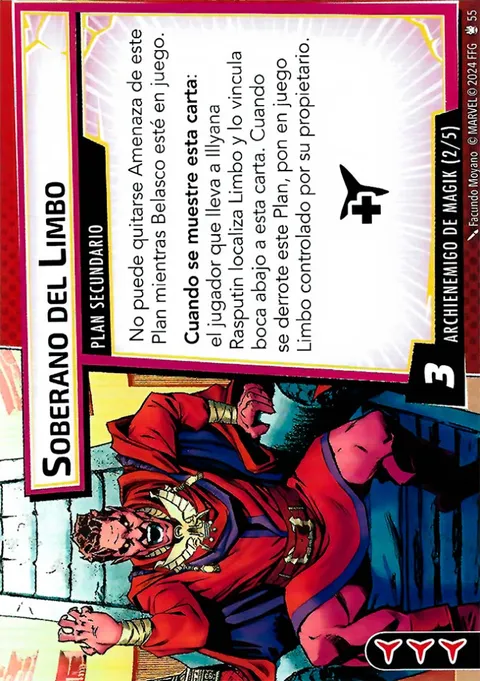 SOBERANO DEL LIMBO
PLAN SECUNDARIO
No puede quitarse Amenaza de este
Plan mientras Belasco esté en juego.
Cuando se muestre esta carta:
el jugador que lleva a Illyana
Rasputin localiza Limbo y lo vincula
boca abajo a esta carta. Cuando
se derrote este Plan, pon en juego
Limbo controlado por su propietario.
3
ARCHIENEMIGO DE MAGIK (2/5)
Facundo Moyano © MARVEL © 2024 FFG 55